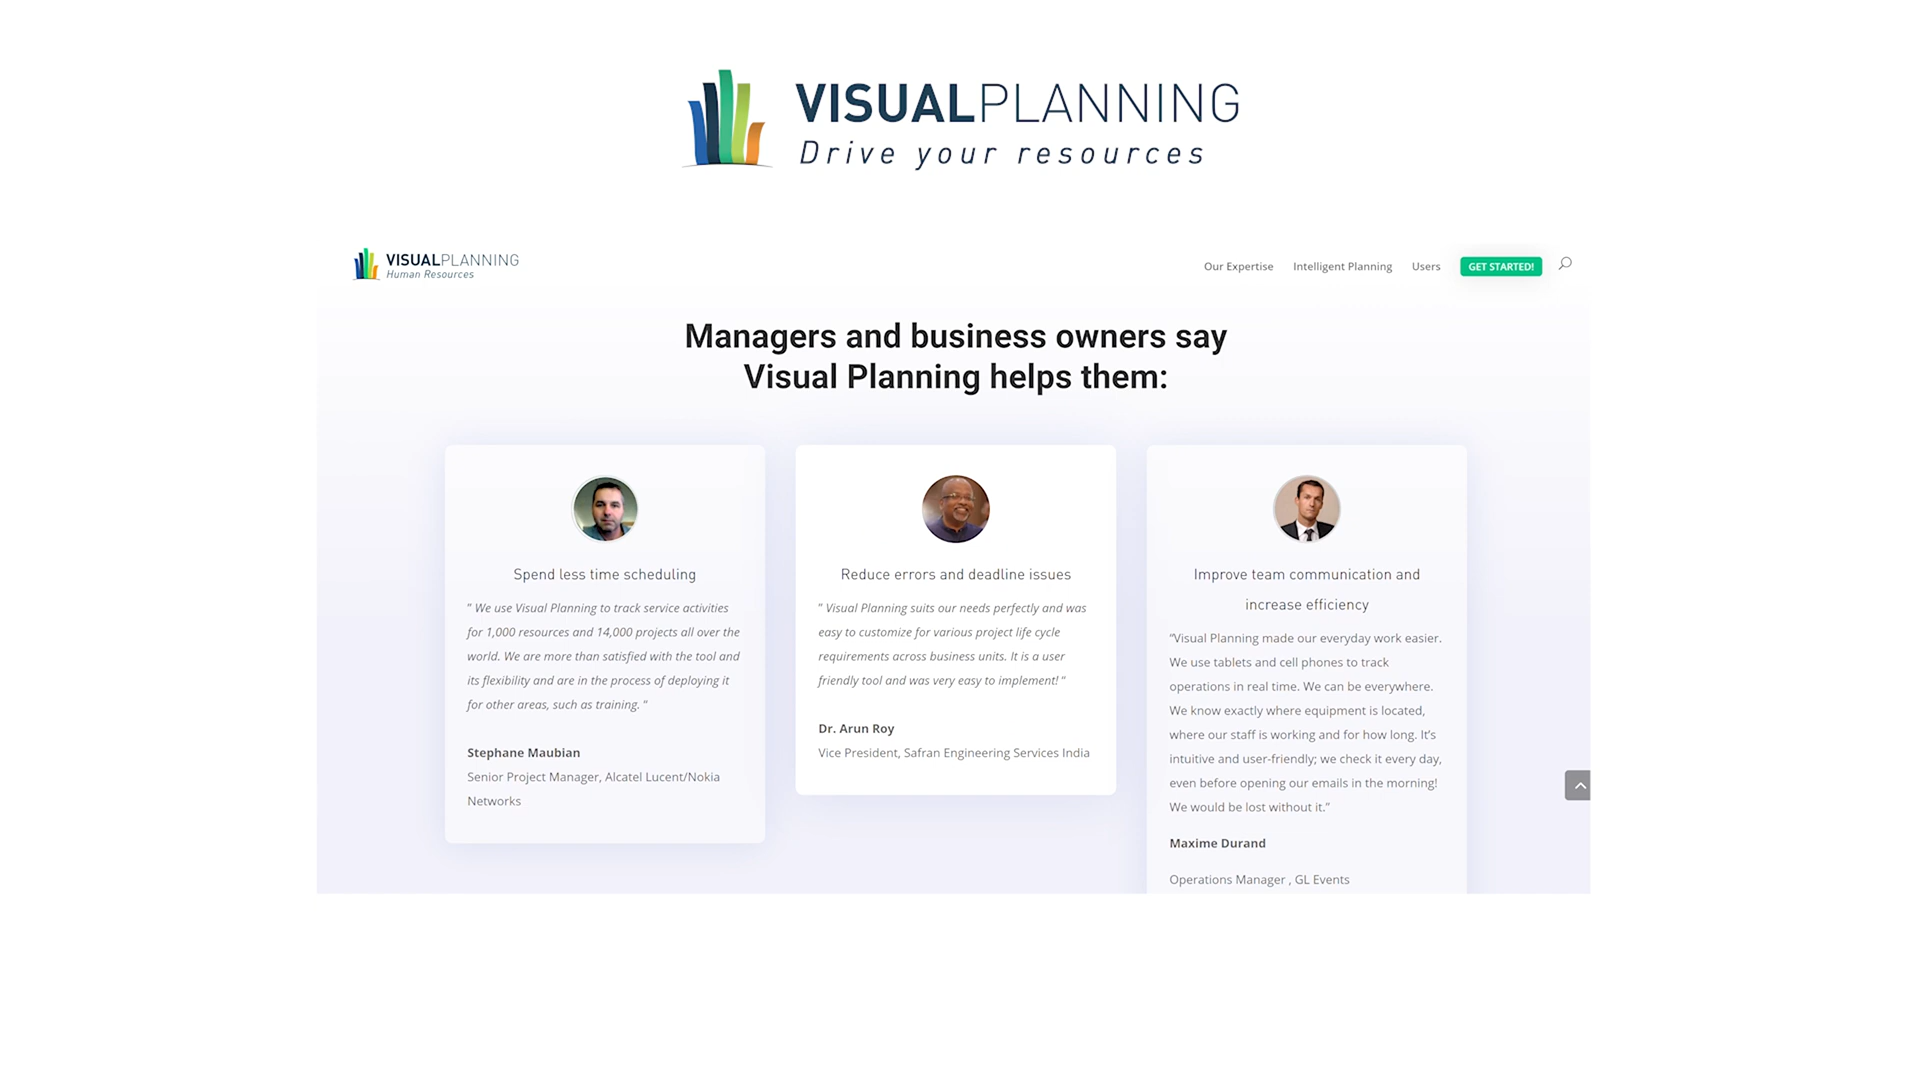 VISUALPLANNING
Drive your resources
VISUALPLANNING
Human Resources
Our Expertise
Intelligent Planning
Users
GET STARTED!
Managers and business owners say
Visual Planning helps them:
Spend less time scheduling
" We use Visual Planning to track service activities
for 1,000 resources and 14,000 projects all over the
world. We are more than satisfied with the tool and
its flexibility and are in the process of deploying it
for other areas, such as training. "
Stephane Maubian
Senior Project Manager, Alcatel Lucent/Nokia
Networks
Reduce errors and deadline issues
" Visual Planning suits our needs perfectly and was
easy to customize for various project life cycle
requirements across business units. It is a user
friendly tool and was very easy to implement! "
Dr. Arun Roy
Vice President, Safran Engineering Services India
Improve team communication and
increase efficiency
“Visual Planning made our everyday work easier.
We use tablets and cell phones to track
operations in real time. We can be everywhere.
We know exactly where equipment is located,
where our staff is working and for how long. It’s
intuitive and user-friendly; we check it every day,
even before opening our emails in the morning!
We would be lost without it.”
Maxime Durand
Operations Manager , GL Events